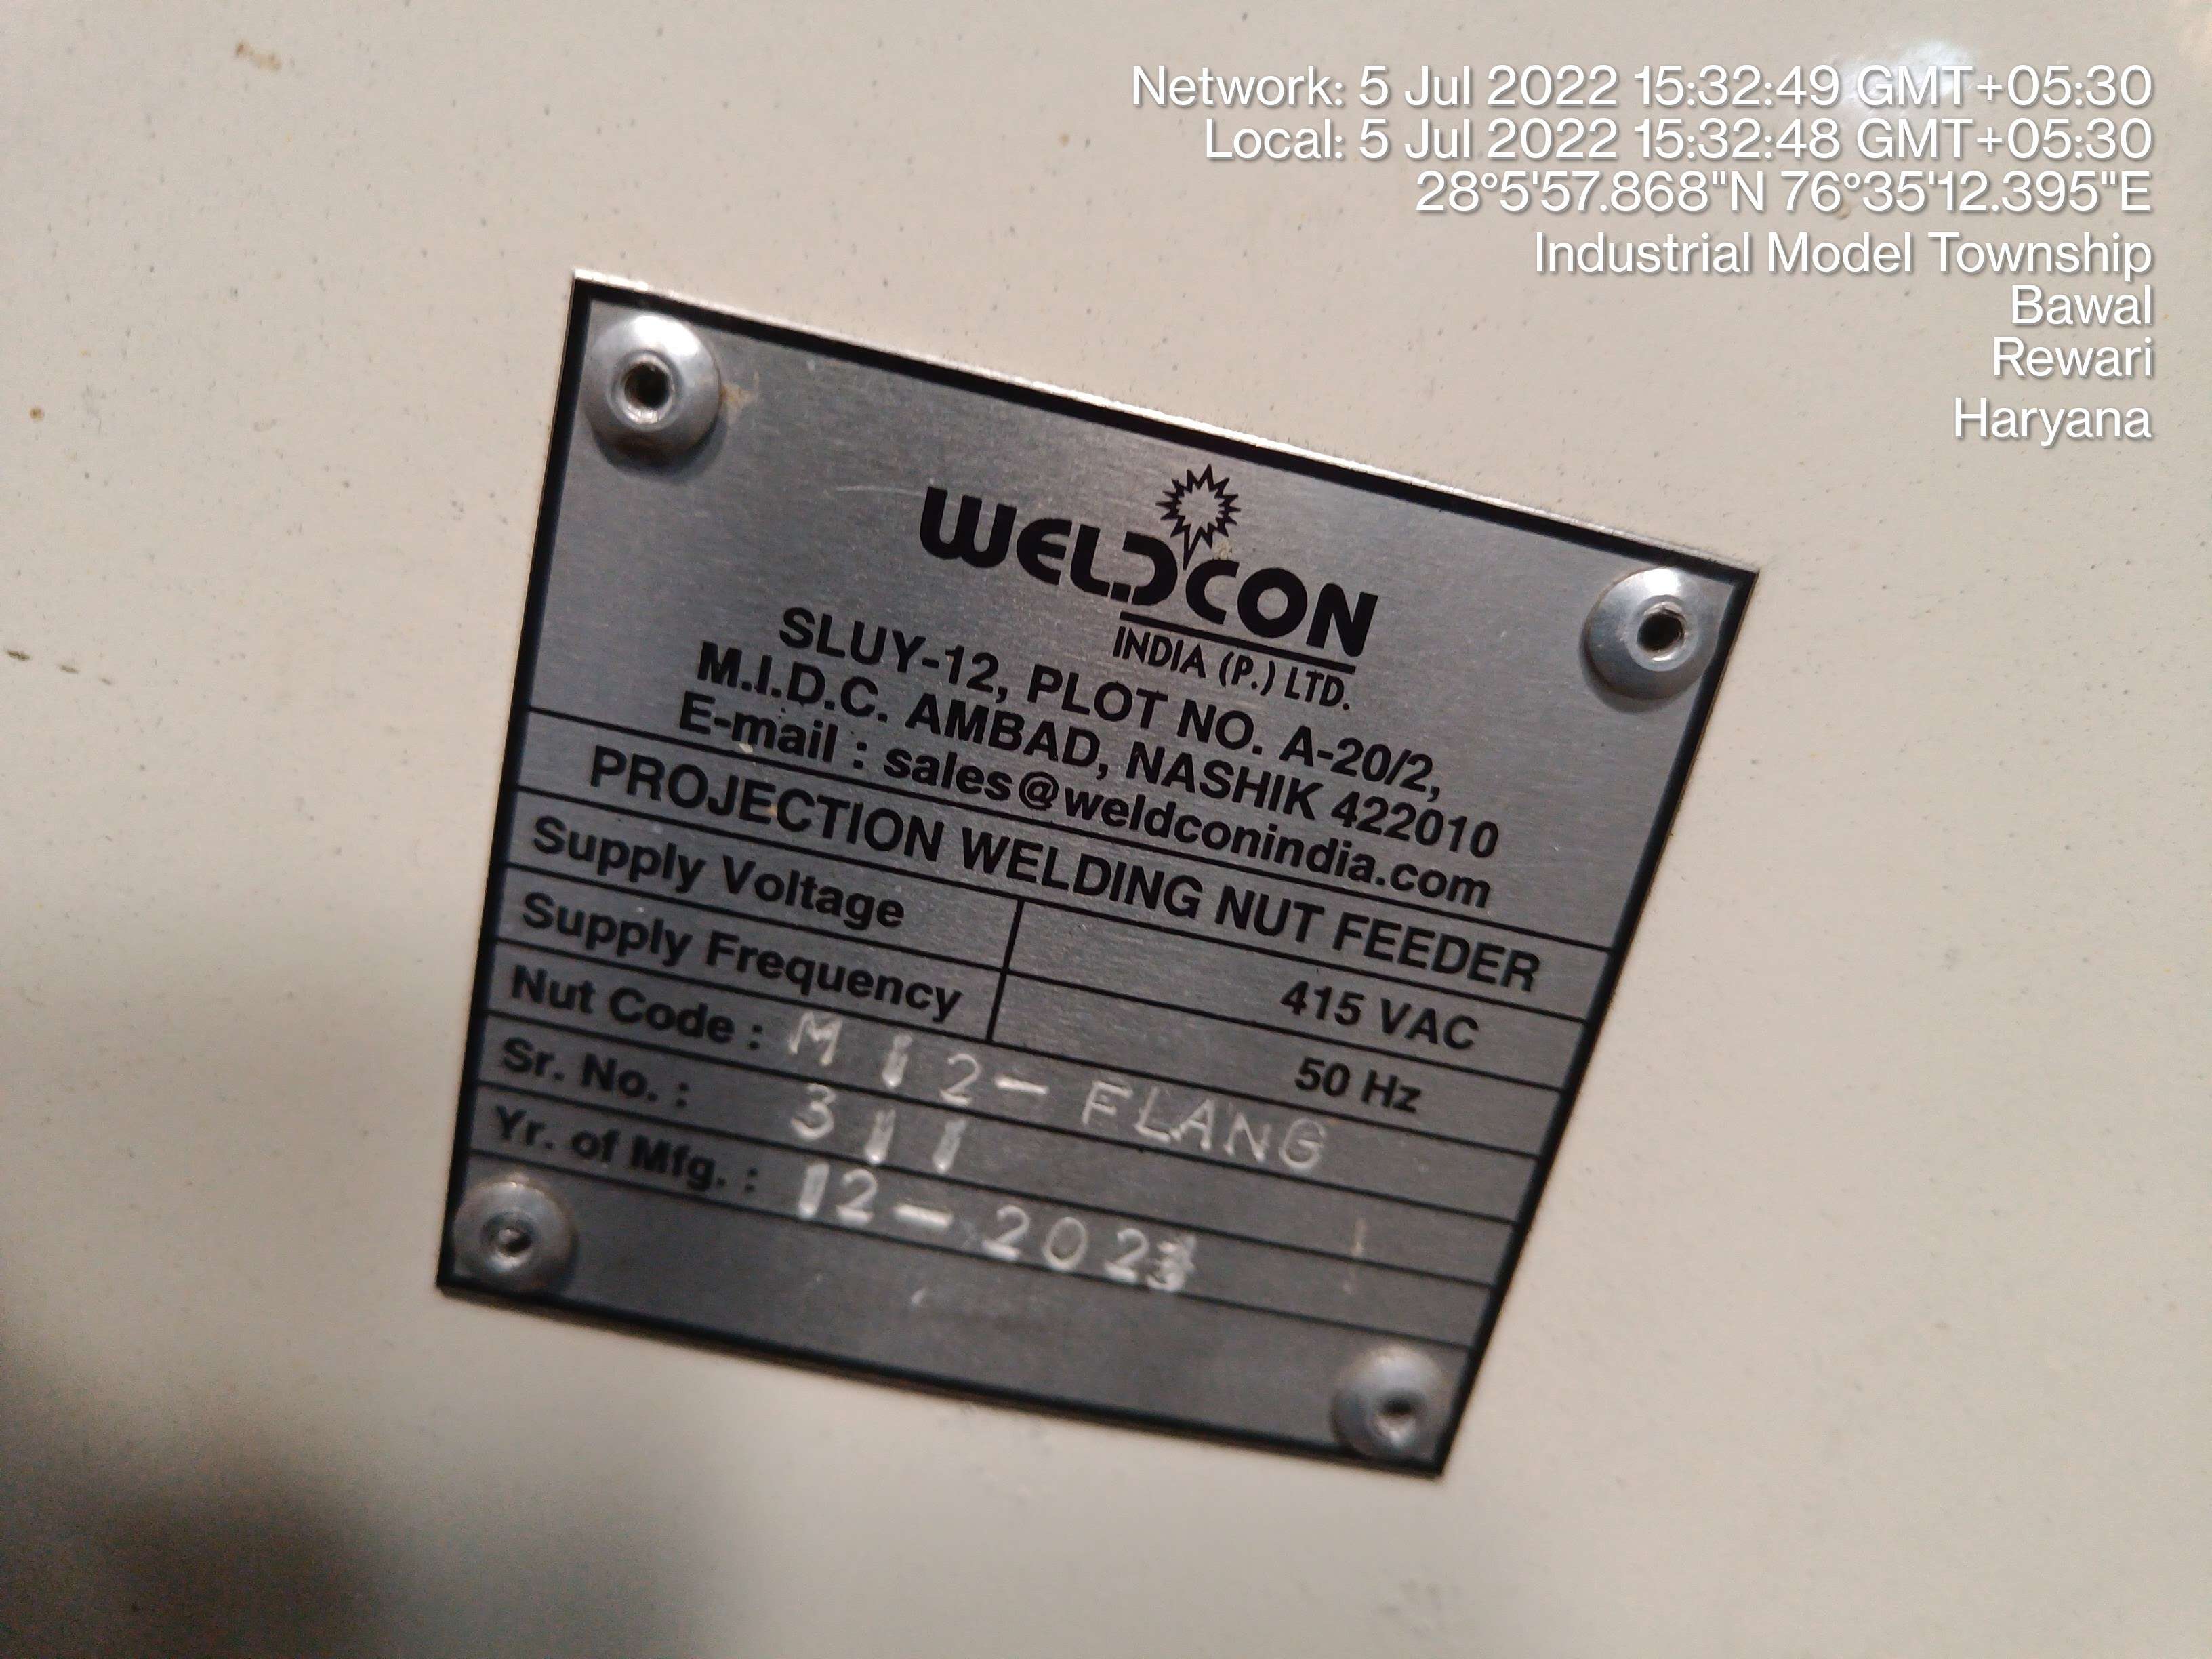 Network: 5 Jul 2022 15:32:49 GMT+05:30
Local: 5 Jul 2022 15:32:48 GMT+05:30
28°5'57.868"N 76°35'12.395"E
Industrial Model Township
Bawal
Rewari
Haryana
WELDCON
INDIA (P.) LTD.
SLUY-12, PLOT NO. A-20/2,
M.I.D.C. AMBAD, NASHIK 422010
E-mail : sales@weldconindia.com
PROJECTION WELDING NUT FEEDER
Supply Voltage 415 VAC
Supply Frequency 50 Hz
Nut Code : M12-FLANG
Sr. No. : 311
Yr. of Mfg. :